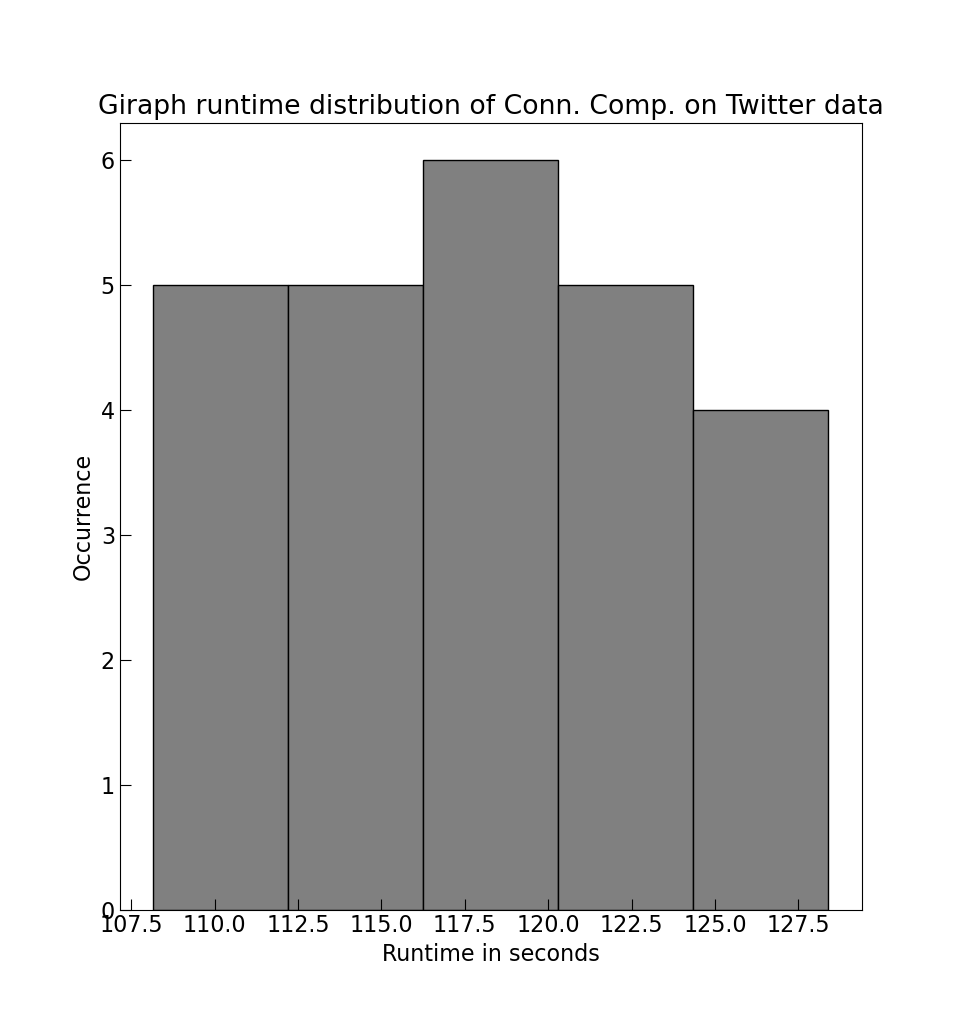 Giraph runtime distribution of Conn. Comp. on Twitter data
6
5
4
3
2
1
0
Occurrence
107.5 110.0 112.5 115.0 117.5 120.0 122.5 125.0 127.5
Runtime in seconds